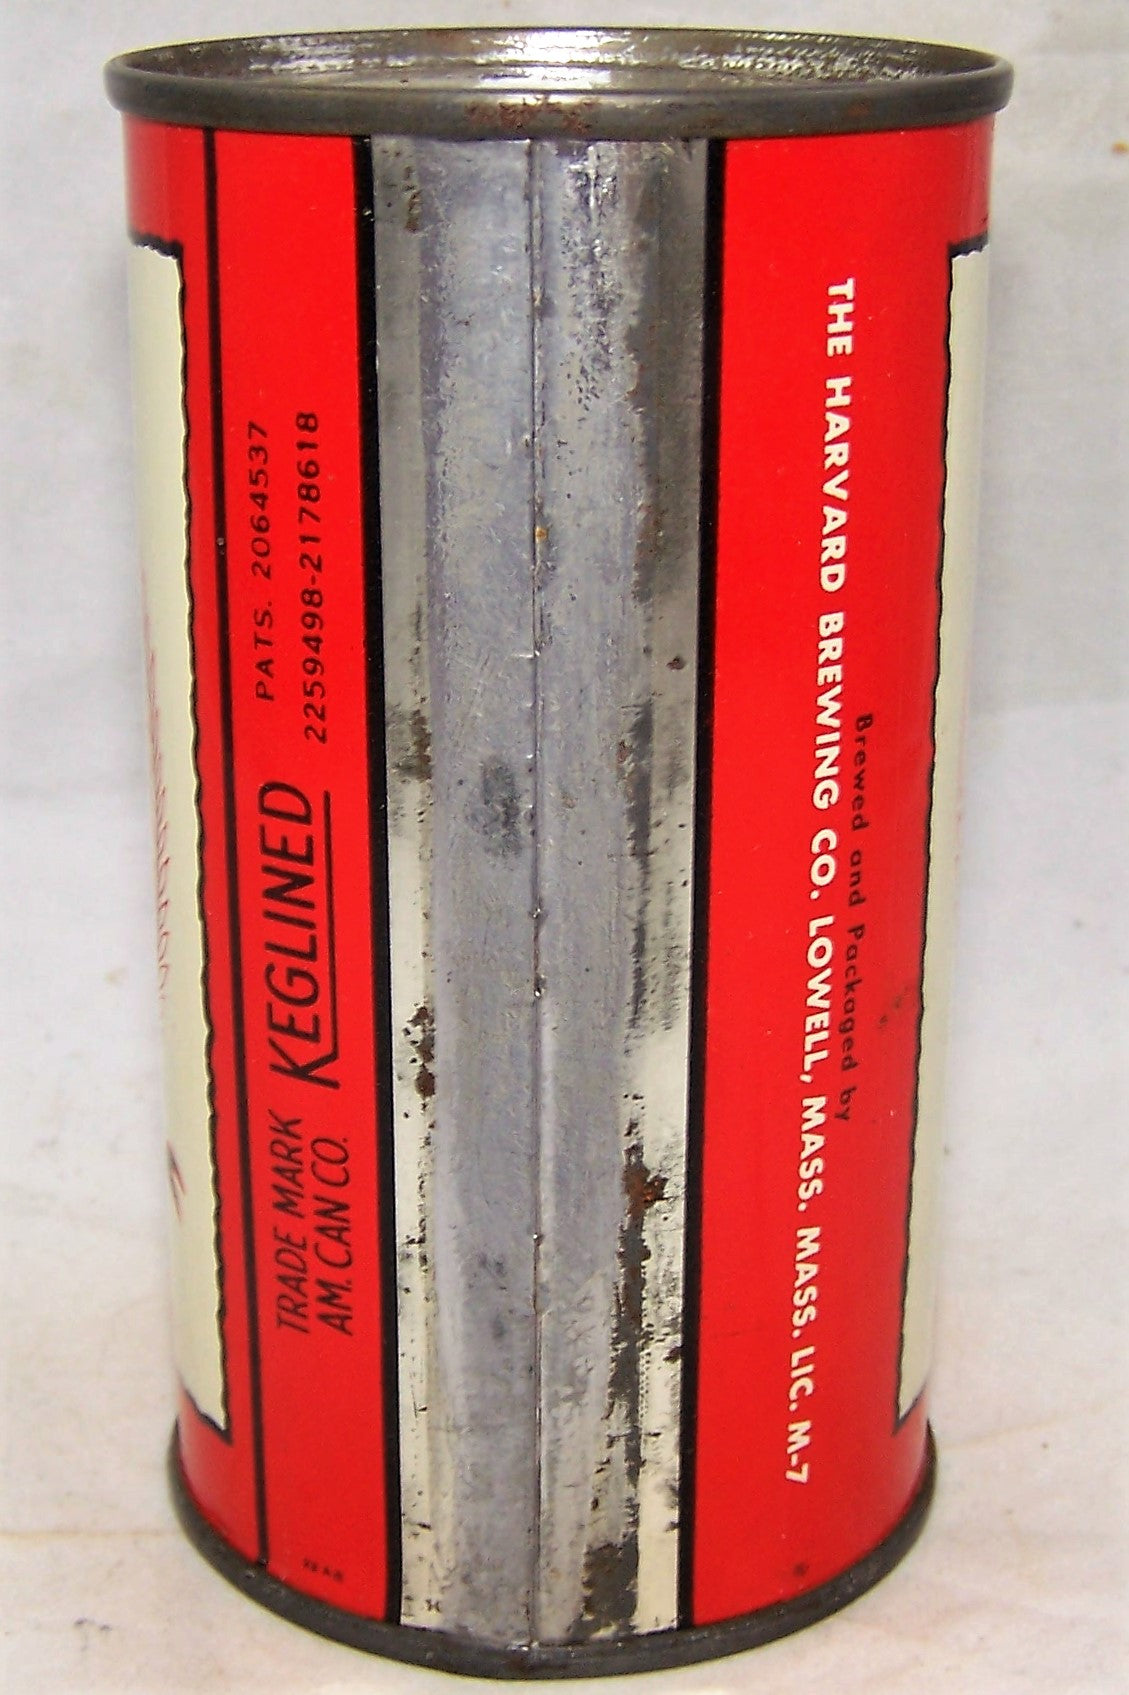 PATS. 2064537
2259498-2178618
TRADE MARK
AM. CAN CO.
KEGLINED
Brewed and Packaged by
THE HARVARD BREWING CO. LOWELL, MASS. MASS. LIC. M-7